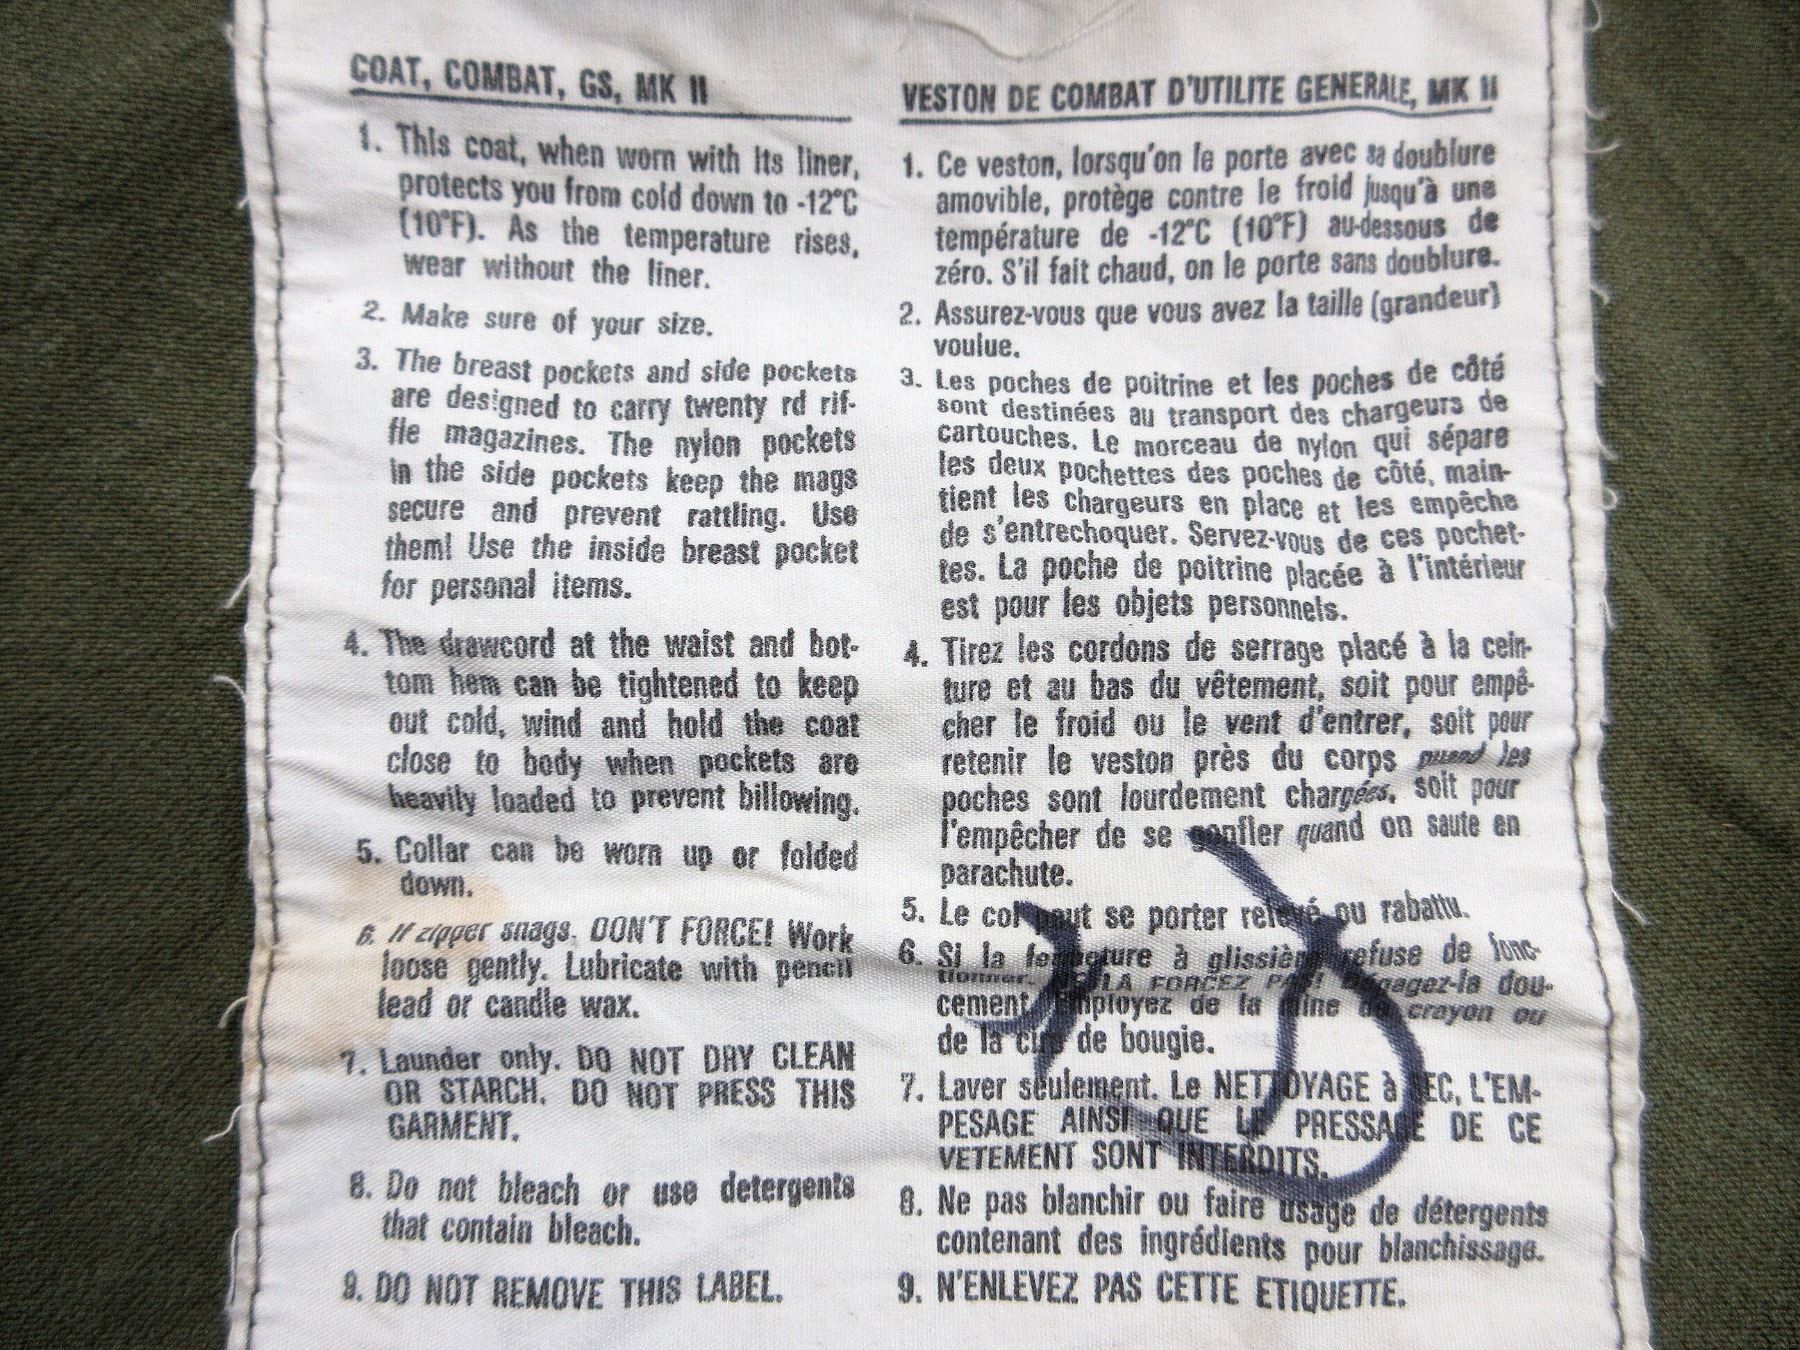 COAT, COMBAT, GS, MK II
1. This coat, when worn with its liner,
protects you from cold down to -12°C
(10°F). As the temperature rises,
wear without the liner.
2. Make sure of your size.
3. The breast pockets and side pockets
are designed to carry twenty rd rif-
fle magazines. The nylon pockets
in the side pockets keep the mags
secure and prevent rattling. Use
them! Use the inside breast pocket
for personal items.
4. The drawcord at the waist and bot-
tom hem can be tightened to keep
out cold, wind and hold the coat
close to body when pockets are
heavily loaded to prevent billowing.
5. Collar can be worn up or folded
down.
6. If zipper snags. DON'T FORCE! Work
loose gently. Lubricate with pencil
lead or candle wax.
7. Launder only. DO NOT DRY CLEAN
OR STARCH. DO NOT PRESS THIS
GARMENT.
8. Do not bleach or use detergents
that contain bleach.
9. DO NOT REMOVE THIS LABEL.
VESTON DE COMBAT D'UTILITE GENERALE, MK II
1. Ce veston, lorsqu'on le porte avec sa doublure
amovible, protège contre le froid jusqu'à une
température de -12°C (10°F) au-dessous de
zéro. S'il fait chaud, on le porte sans doublure.
2. Assurez-vous que vous avez la taille (grandeur)
voulue.
3. Les poches de poitrine et les poches de côté
sont destinées au transport des chargeurs de
cartouches. Le morceau de nylon qui sépare
les deux pochettes des poches de côté, main-
tient les chargeurs en place et les empêche
de s'entrechoquer. Servez-vous de ces pochet-
tes. La poche de poitrine placée à l'intérieur
est pour les objets personnels.
4. Tirez les cordons de serrage placé à la cein-
ture et au bas du vêtement, soit pour empê-
cher le froid ou le vent d'entrer, soit pour
retenir le veston près du corps quand les
poches sont lourdement chargées, soit pour
l'empêcher de se gonfler quand on saute en
parachute.
5. Le col peut se porter relevé ou rabattu.
6. Si la fermeture à glissière refuse de fonc-
tionner. NE LA FORCEZ PAS! Dégagez-la dou-
cement. Employez de la mine de crayon ou
de la cire de bougie.
7. Laver seulement. Le NETTOYAGE à SEC, L'EM-
PESAGE AINSI QUE LE PRESSAGE DE CE
VETEMENT SONT INTERDITS.
8. Ne pas blanchir ou faire usage de détergents
contenant des ingrédients pour blanchissage.
9. N'ENLEVEZ PAS CETTE ETIQUETTE.